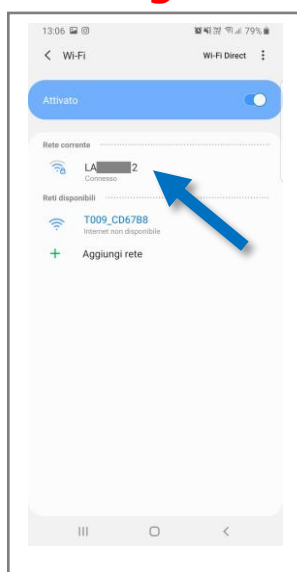 13:06 79%
Wi-Fi Wi-Fi Direct
Attivato
Rete corrente
LA 2
Connesso
Reti disponibili
T009_CD67B8
Internet non disponibile
Aggiungi rete